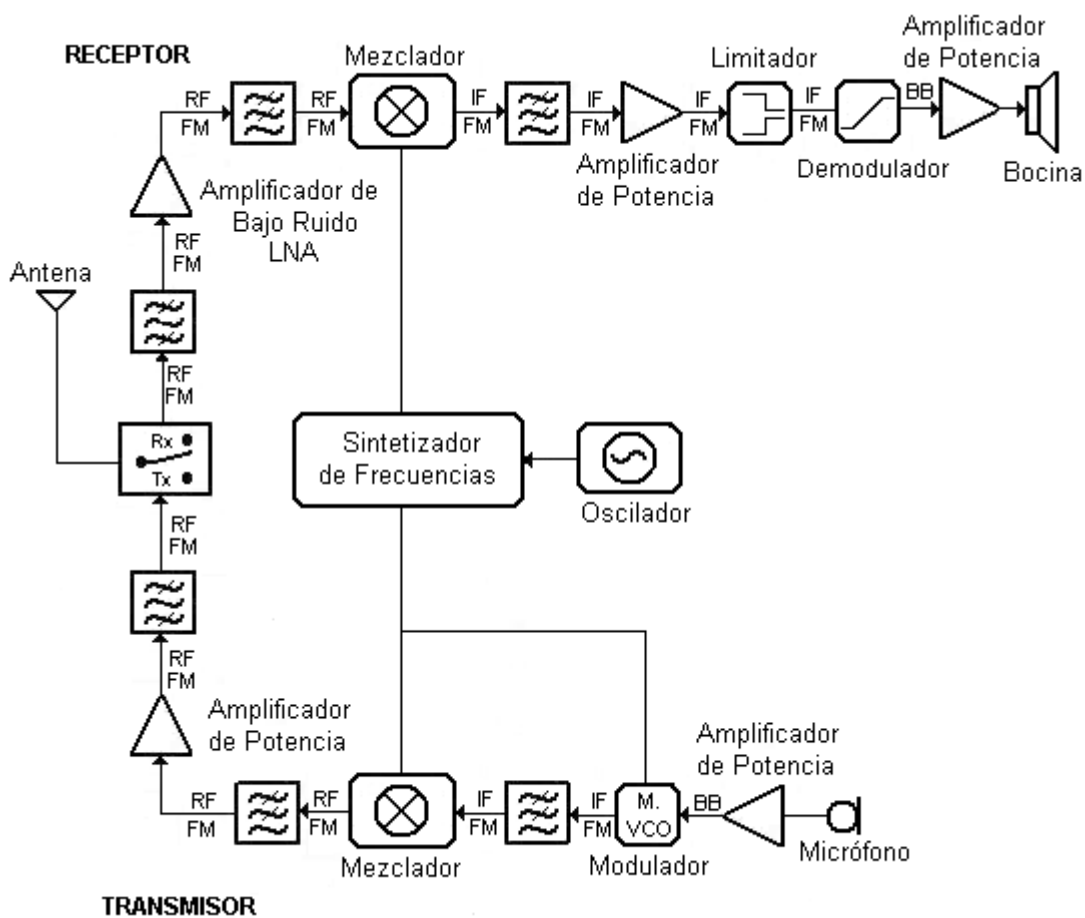 RECEPTOR
Mezclador
Limitador
Amplificador
de Potencia
RF
FM
RF
FM
IF
FM
IF
FM
IF
FM
IF
FM
BB
Amplificador de
Bajo Ruido
LNA
Amplificador
de Potencia
Demodulador
Bocina
RF
FM
Antena
RF
FM
Rx
Tx
Sintetizador
de Frecuencias
Oscilador
RF
FM
RF
FM
Amplificador
de Potencia
Amplificador
de Potencia
RF
FM
RF
FM
IF
FM
IF
FM
M.
VCO
BB
Mezclador
Modulador
Micrófono
TRANSMISOR